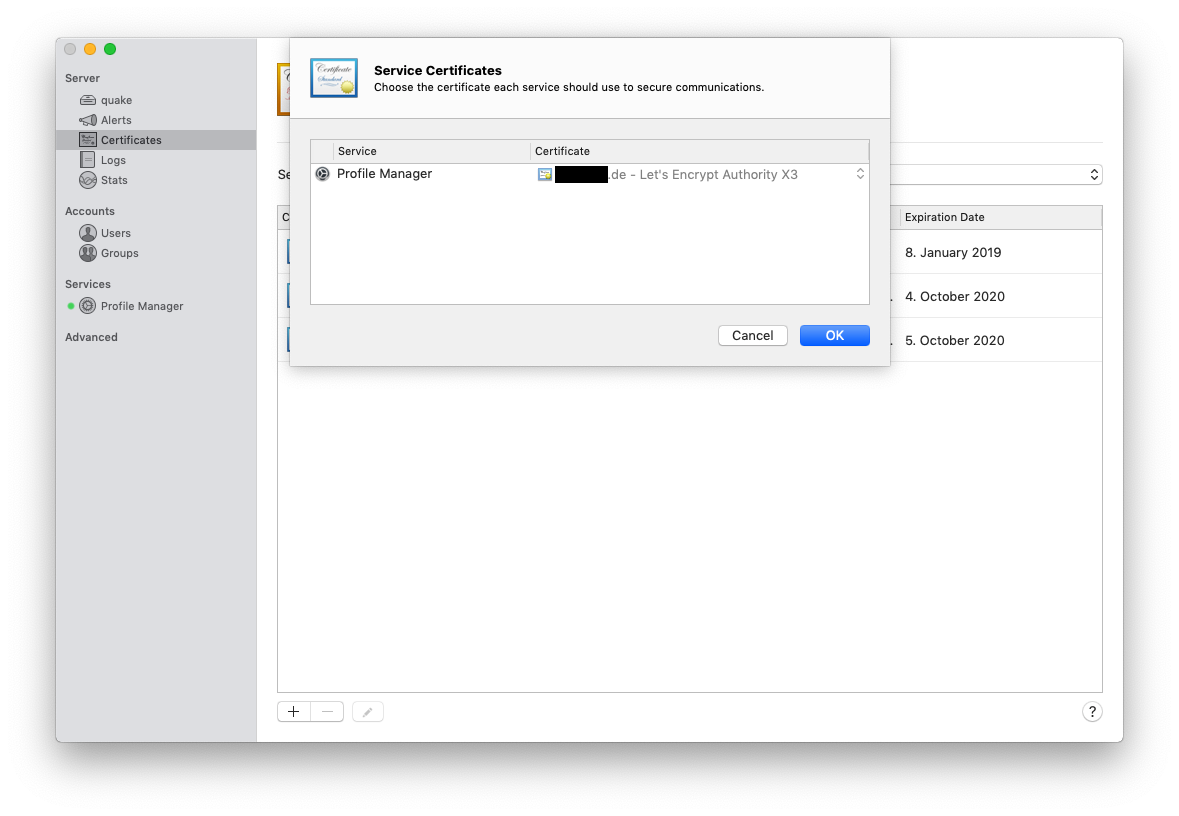 Server
quake
Alerts
Certificates
Logs
Stats
Accounts
Users
Groups
Services
Profile Manager
Advanced
Certificate
Standard
Service Certificates
Choose the certificate each service should use to secure communications.
Service Certificate
Profile Manager .de - Let's Encrypt Authority X3
Cancel OK
Se
C Expiration Date
8. January 2019
. 4. October 2020
. 5. October 2020
?